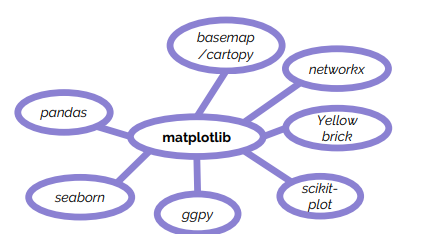 basemap
/cartopy
networkx
pandas
Yellow
brick
matplotlib
seaborn
scikit-
plot
ggpy